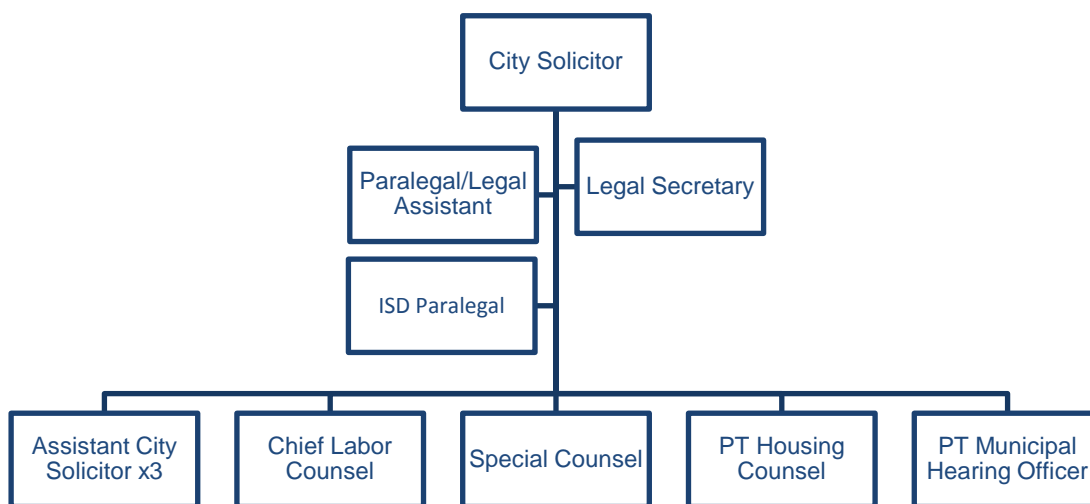 City Solicitor
Paralegal/Legal
Assistant
Legal Secretary
ISD Paralegal
Assistant City
Solicitor x3
Chief Labor
Counsel
Special Counsel
PT Housing
Counsel
PT Municipal
Hearing Officer